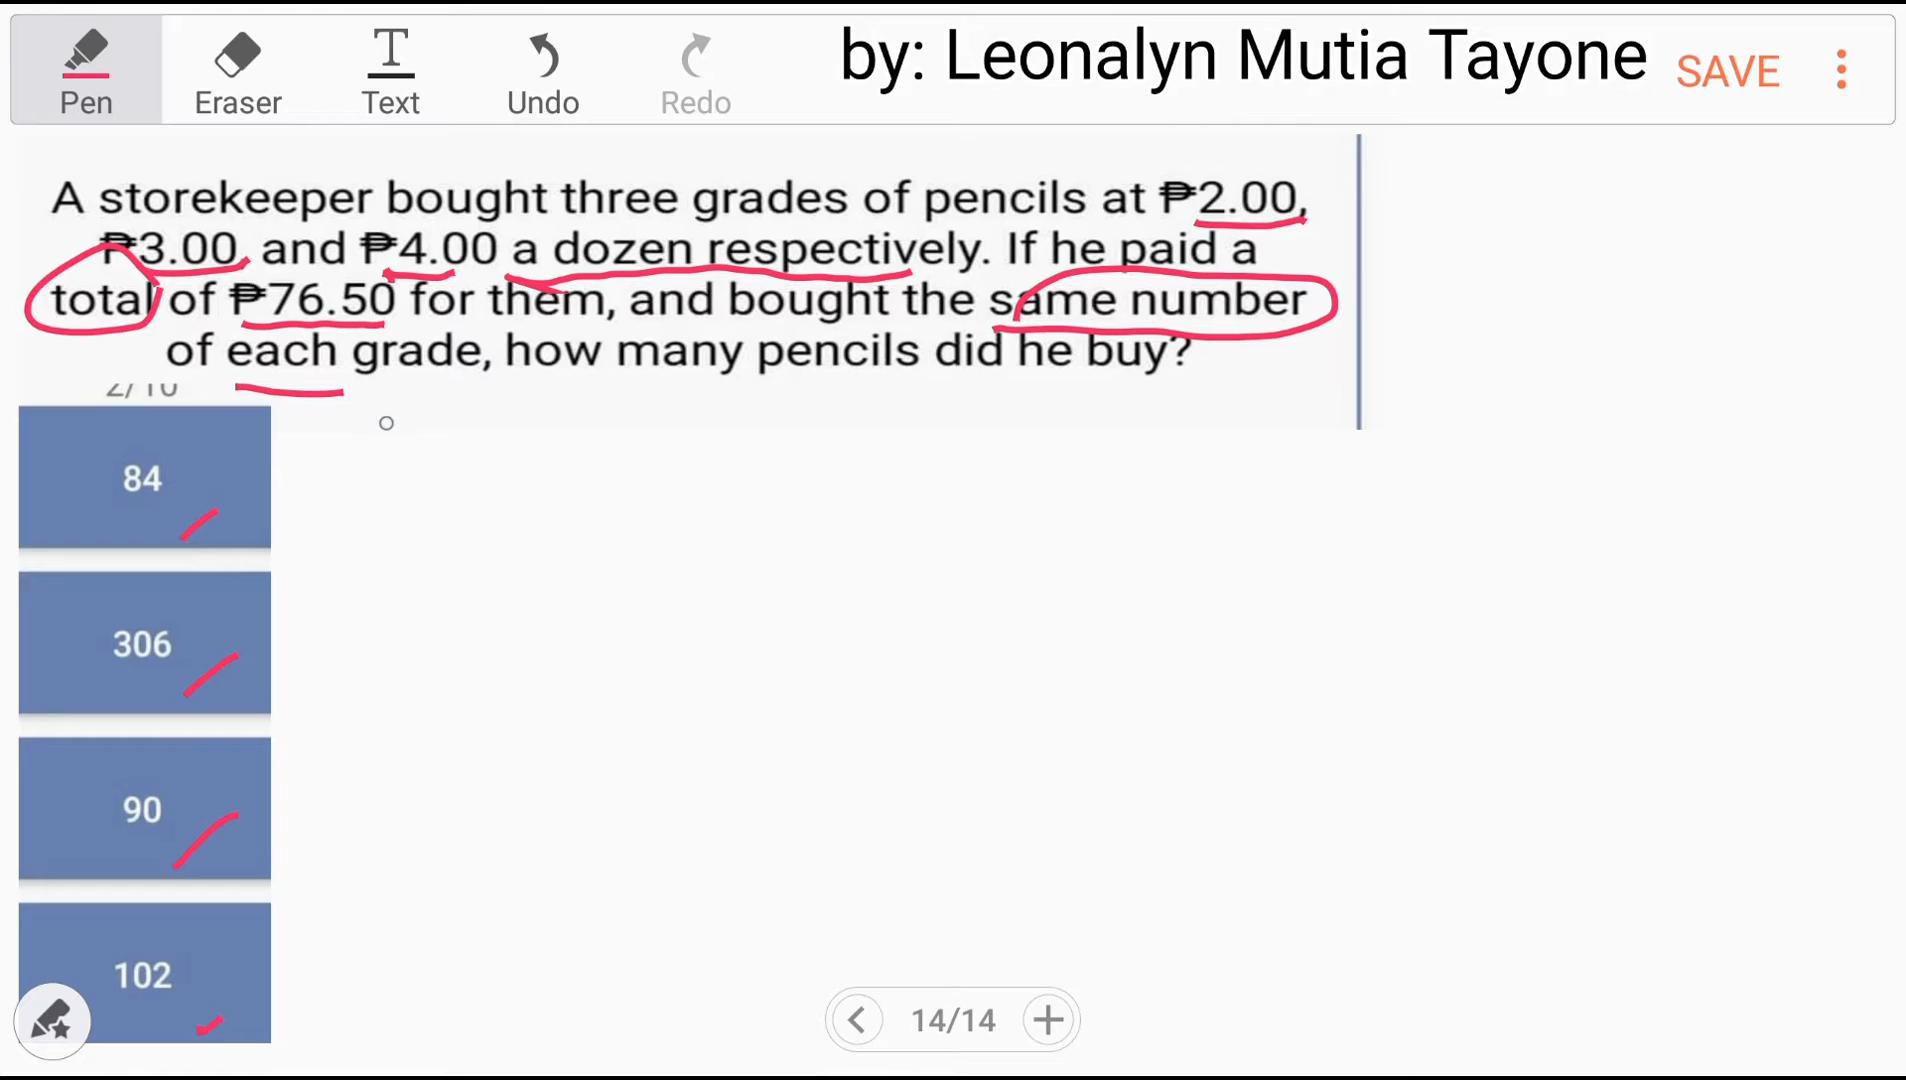 Pen
Eraser
Text
Undo
Redo
by: Leonalyn Mutia Tayone
SAVE
A storekeeper bought three grades of pencils at ₱2.00,
₱3.00, and ₱4.00 a dozen respectively. If he paid a
total of ₱76.50 for them, and bought the same number
of each grade, how many pencils did he buy?
2/10
84
306
90
102
14/14